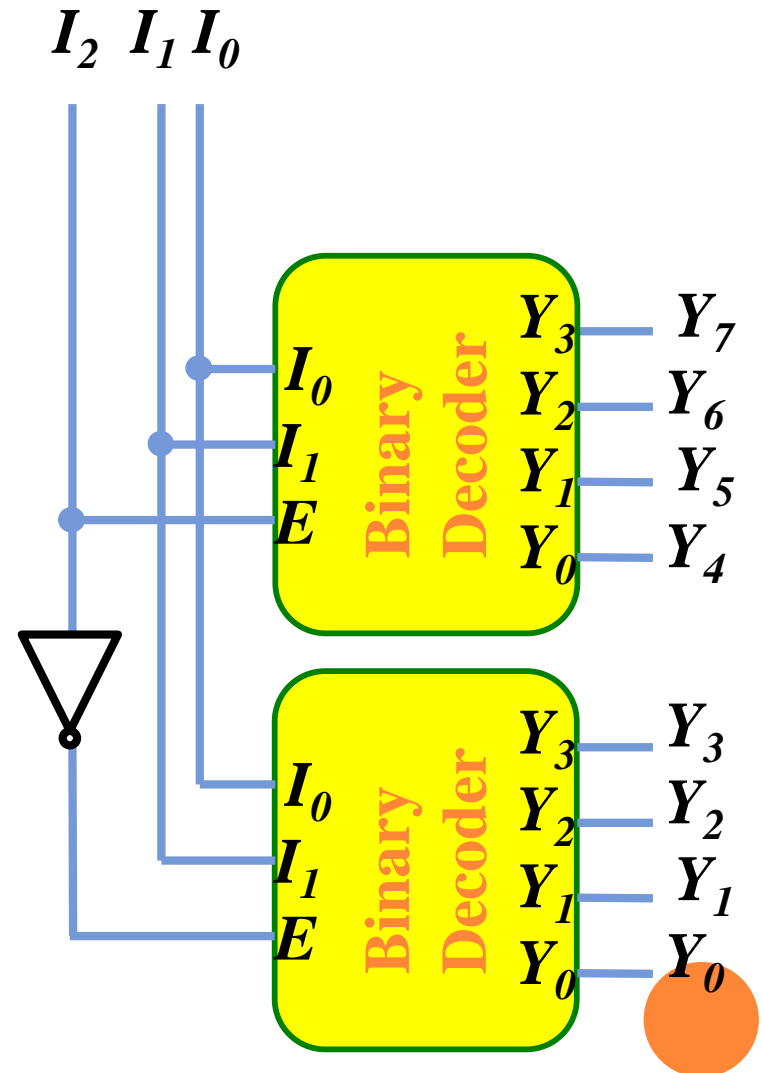 I2 I1 I0
Y3 Y7
I0
Y2 Y6
I1
Y1 Y5
E
Y0 Y4
Binary
Decoder
Y3 Y3
I0
Y2 Y2
I1
Y1 Y1
E
Y0 Y0
Binary
Decoder